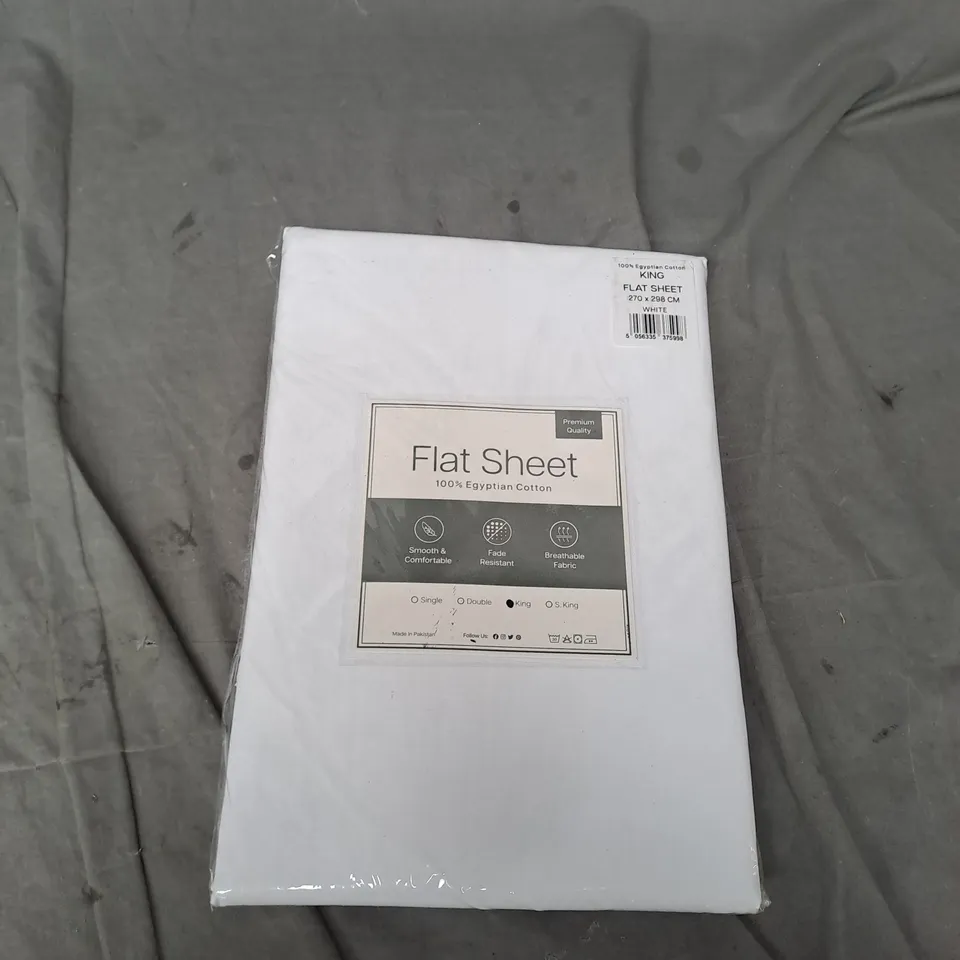 100% Egyptian Cotton
KING
FLAT SHEET
270 x 298 CM
WHITE
5 056335 375998
Premium
Quality
Flat Sheet
100% Egyptian Cotton
Smooth &
Comfortable
Fade
Resistant
Breathable
Fabric
Single Double King S. King
Made in Pakistan Follow Us: